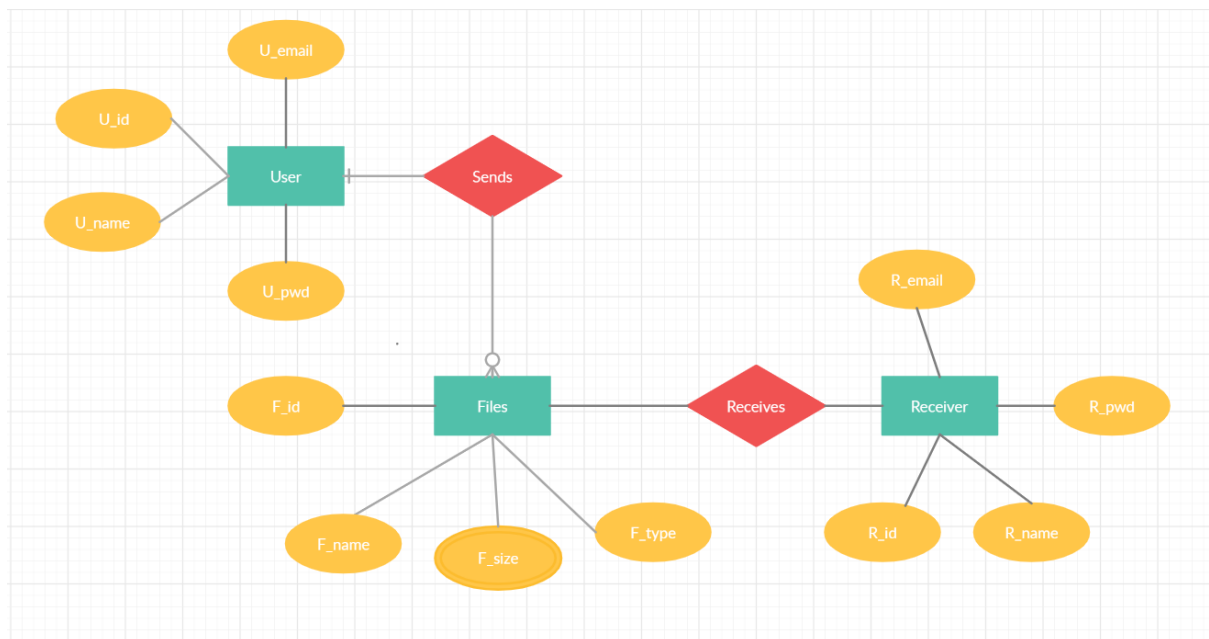 U_email
U_id
User
Sends
U_name
U_pwd
R_email
F_id
Files
Receives
Receiver
R_pwd
F_name
F_size
F_type
R_id
R_name